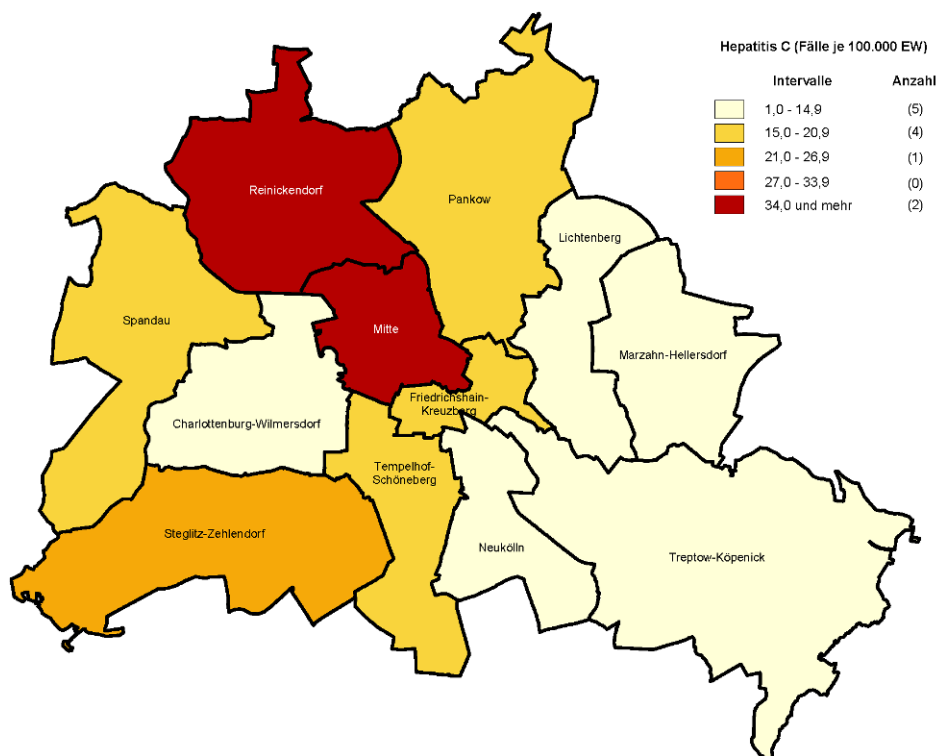 Hepatitis C (Fälle je 100.000 EW)
Intervalle Anzahl
1,0 - 14,9 (5)
15,0 - 20,9 (4)
21,0 - 26,9 (1)
27,0 - 33,9 (0)
34,0 und mehr (2)
Reinickendorf
Pankow
Lichtenberg
Spandau
Mitte
Marzahn-Hellersdorf
Friedrichshain-
Kreuzberg
Charlottenburg-Wilmersdorf
Tempelhof-
Schöneberg
Steglitz-Zehlendorf
Neukölln
Treptow-Köpenick